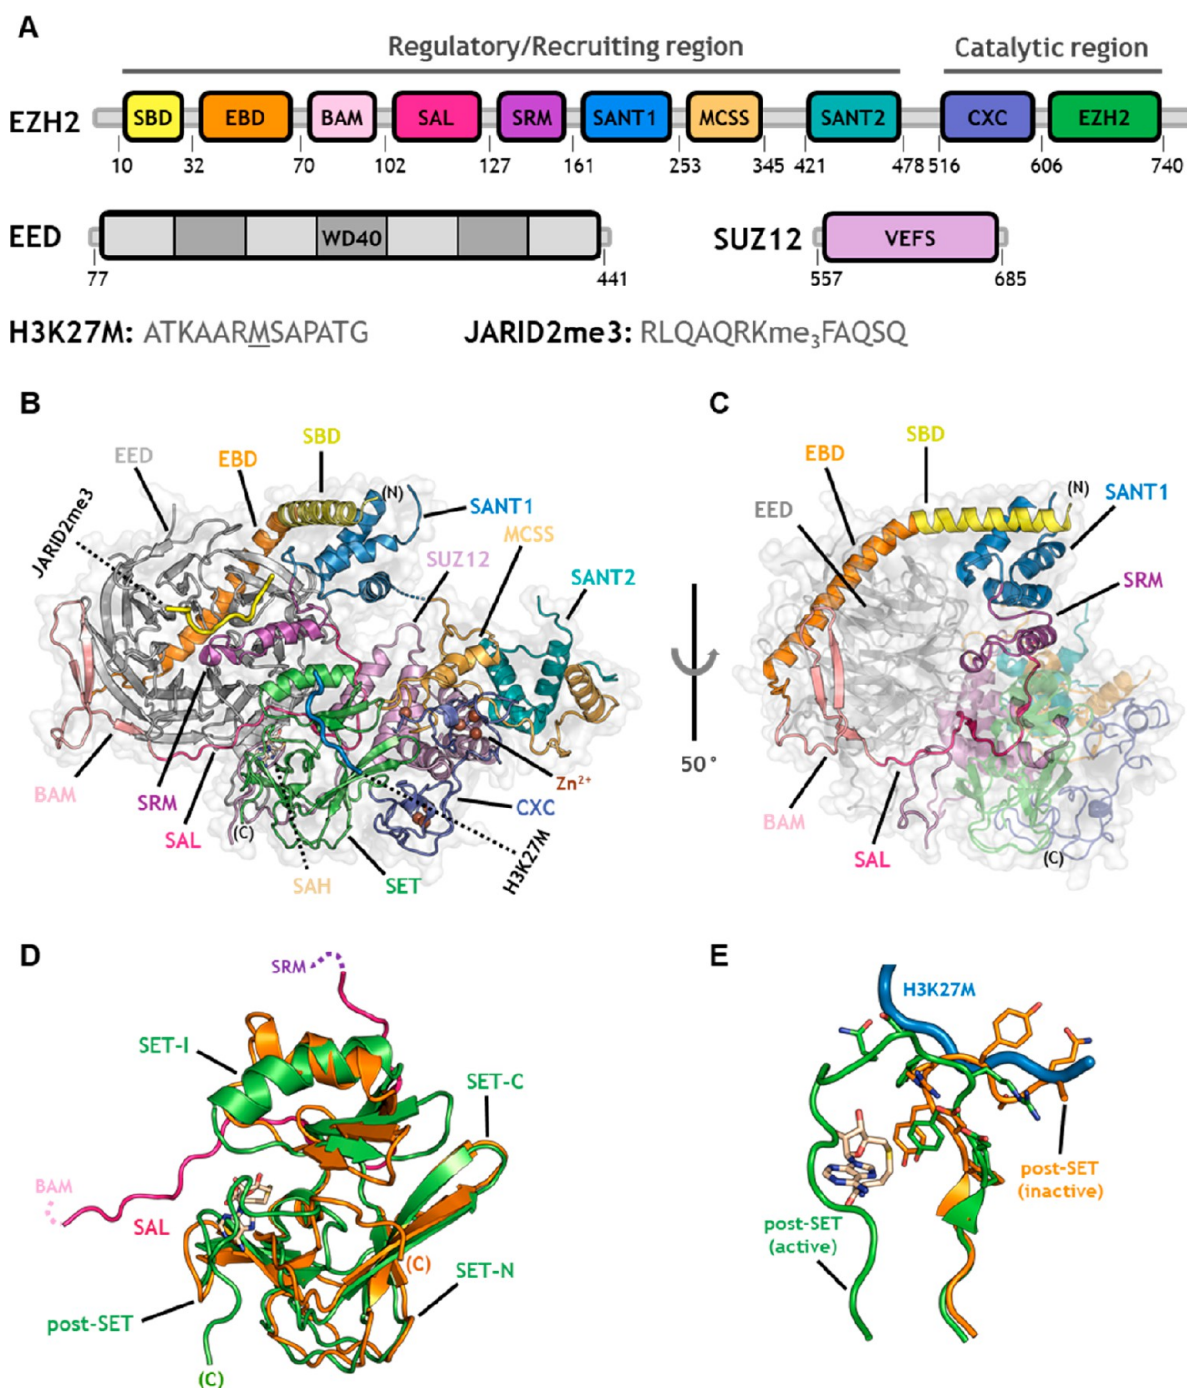 A
Regulatory/Recruiting region
Catalytic region
EZH2
SBD
EBD
BAM
SAL
SRM
SANT1
MCSS
SANT2
CXC
EZH2
10
32
70
102
127
161
253
345
421
478
516
606
740
EED
WD40
77
441
SUZ12
VEFS
557
685
H3K27M: ATKAARMSAPATG
JARID2me3: RLQAQRKme₃FAQSQ
B
EED
EBD
SBD
(N)
SANT1
JARID2me3
SUZ12
MCSS
SANT2
BAM
SRM
SAL
(C)
SAH
SET
H3K27M
CXC
Zn²⁺
50°
C
SBD
EBD
(N)
SANT1
EED
SRM
BAM
SAL
(C)
D
SRM
SET-I
SET-C
BAM
SAL
(C)
SET-N
post-SET
(C)
E
H3K27M
post-SET
(inactive)
post-SET
(active)